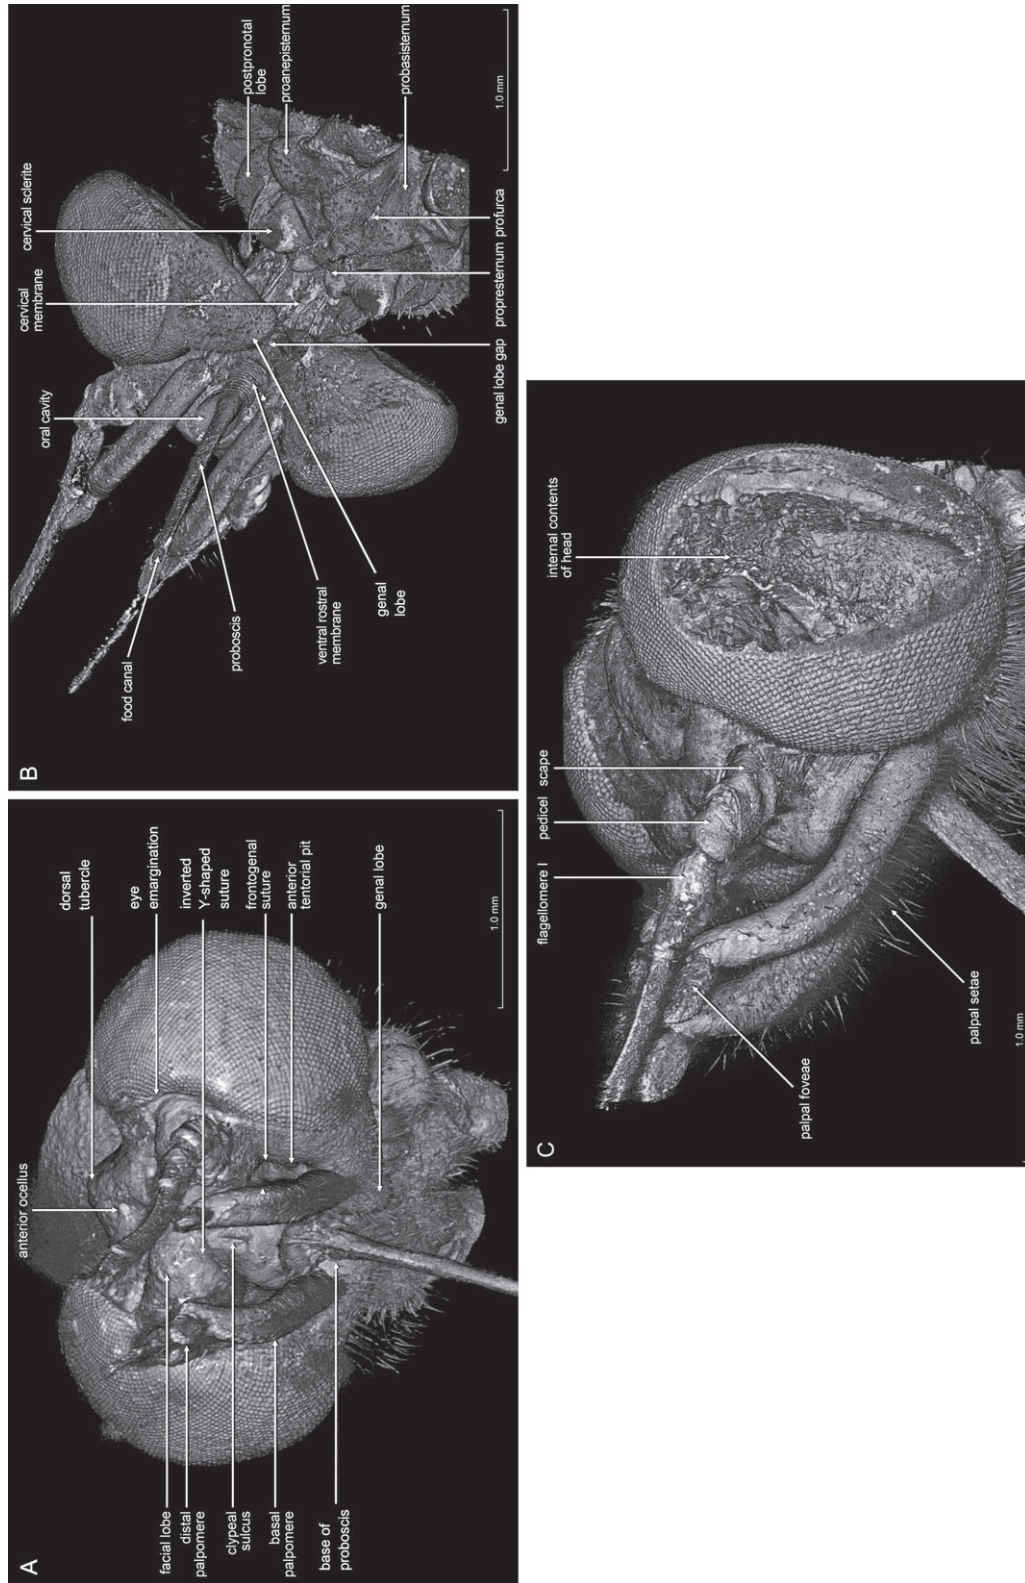 A
anterior ocellus
dorsal
tubercle
eye
emargination
inverted
Y-shaped
suture
frontogenal
suture
anterior
tentorial pit
genal lobe
1.0 mm
facial lobe
distal
palpomere
clypeal
sulcus
basal
palpomere
base of
proboscis
B
oral cavity
cervical
membrane
cervical sclerite
postpronotal
lobe
proanepisternum
probasisternum
1.0 mm
food canal
proboscis
ventral rostral
membrane
genal
lobe
genal lobe gap
propresternum
profurca
C
flagellomere I
pedicel
scape
internal contents
of head
palpal foveae
palpal setae
1.0 mm